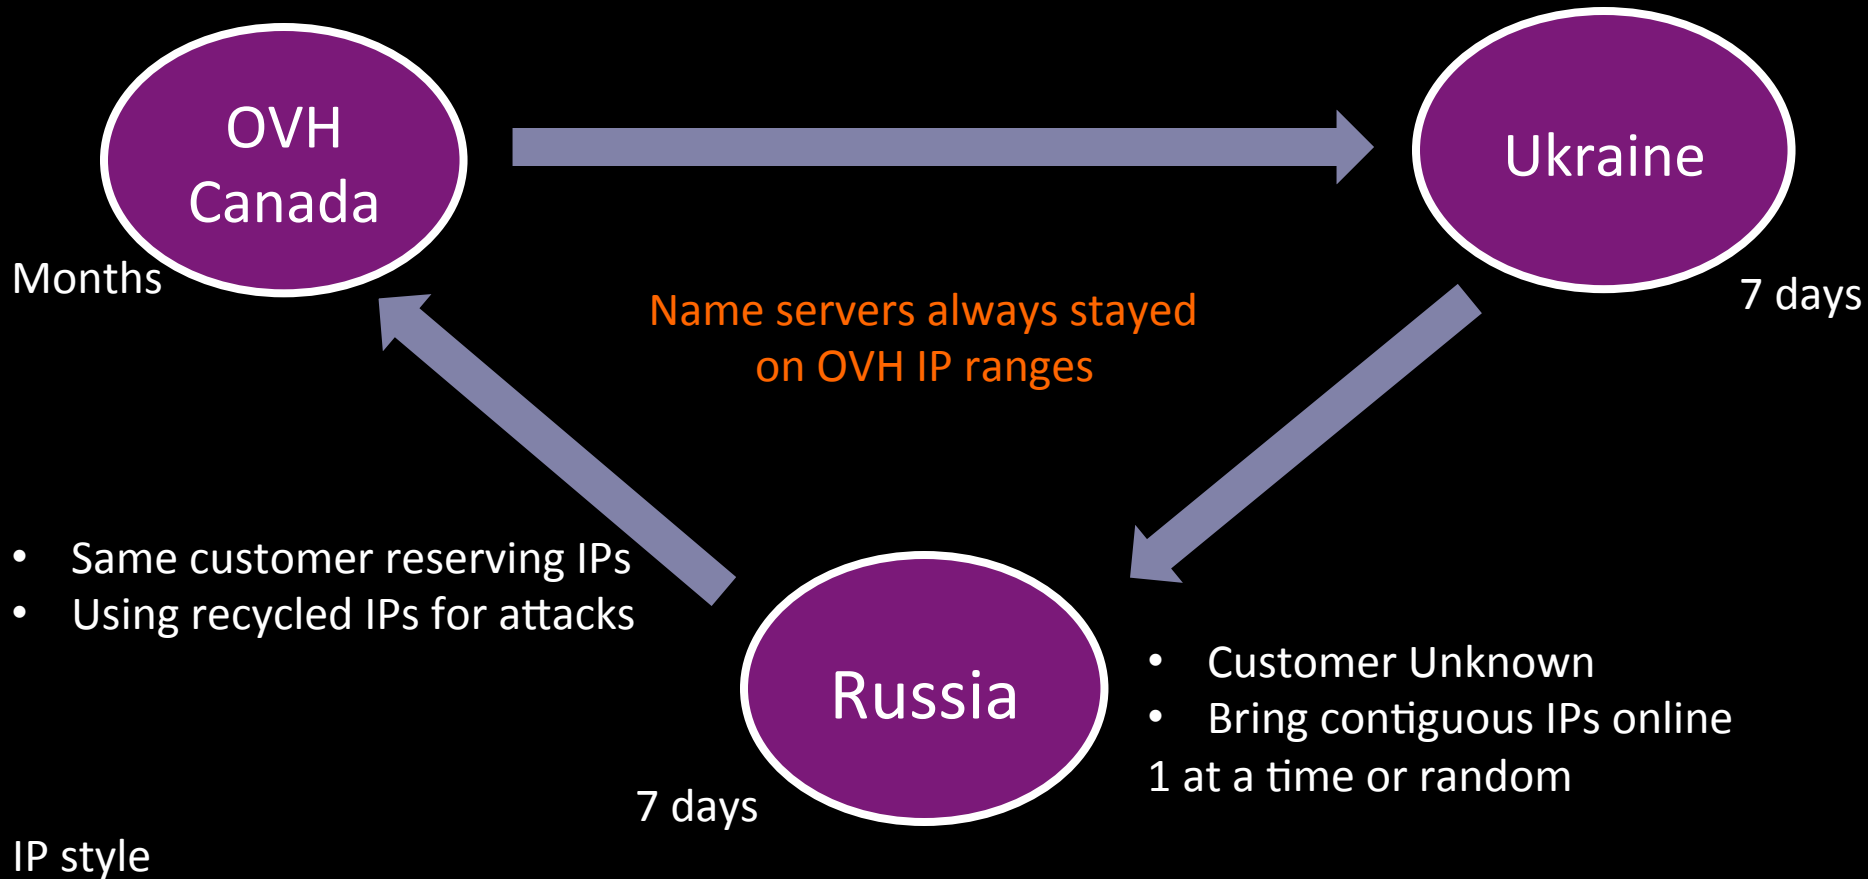 OVH
Canada
Ukraine
Months
7 days
Name servers always stayed
on OVH IP ranges
• Same customer reserving IPs
• Using recycled IPs for attacks
Russia
• Customer Unknown
• Bring contiguous IPs online
1 at a time or random
7 days
IP style